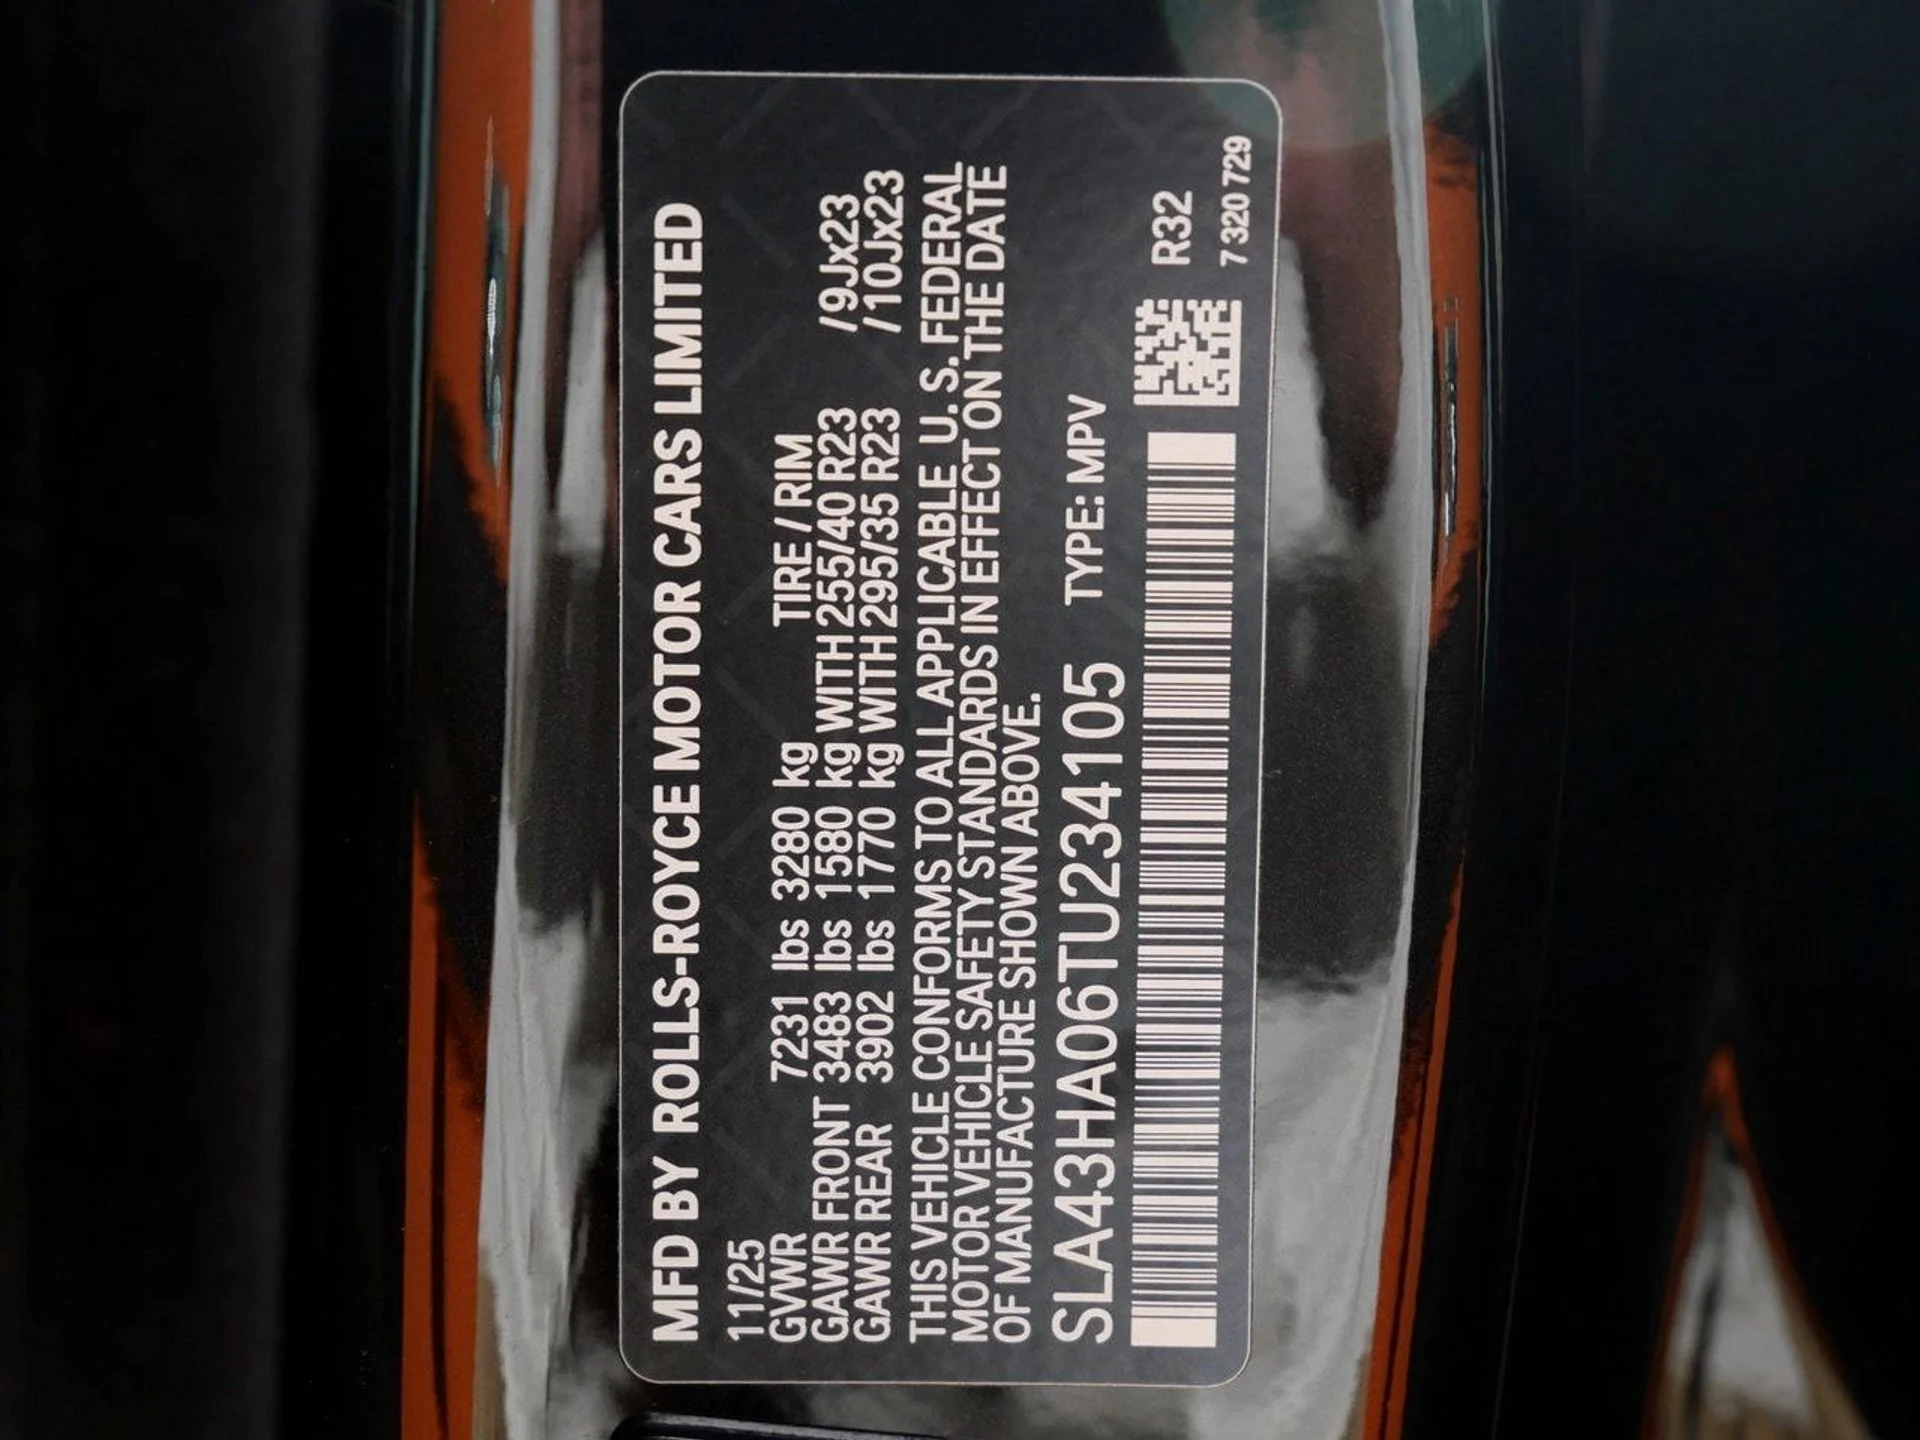 MFD BY ROLLS-ROYCE MOTOR CARS LIMITED
11/25
GVWR 7231 lbs 3280 kg TIRE / RIM
GAWR FRONT 3483 lbs 1580 kg WITH 255/40 R23 /9Jx23
GAWR REAR 3902 lbs 1770 kg WITH 295/35 R23 /10Jx23
THIS VEHICLE CONFORMS TO ALL APPLICABLE U. S. FEDERAL
MOTOR VEHICLE SAFETY STANDARDS IN EFFECT ON THE DATE
OF MANUFACTURE SHOWN ABOVE.
SLA43HA06TU234105 TYPE: MPV
R32
7 320 729